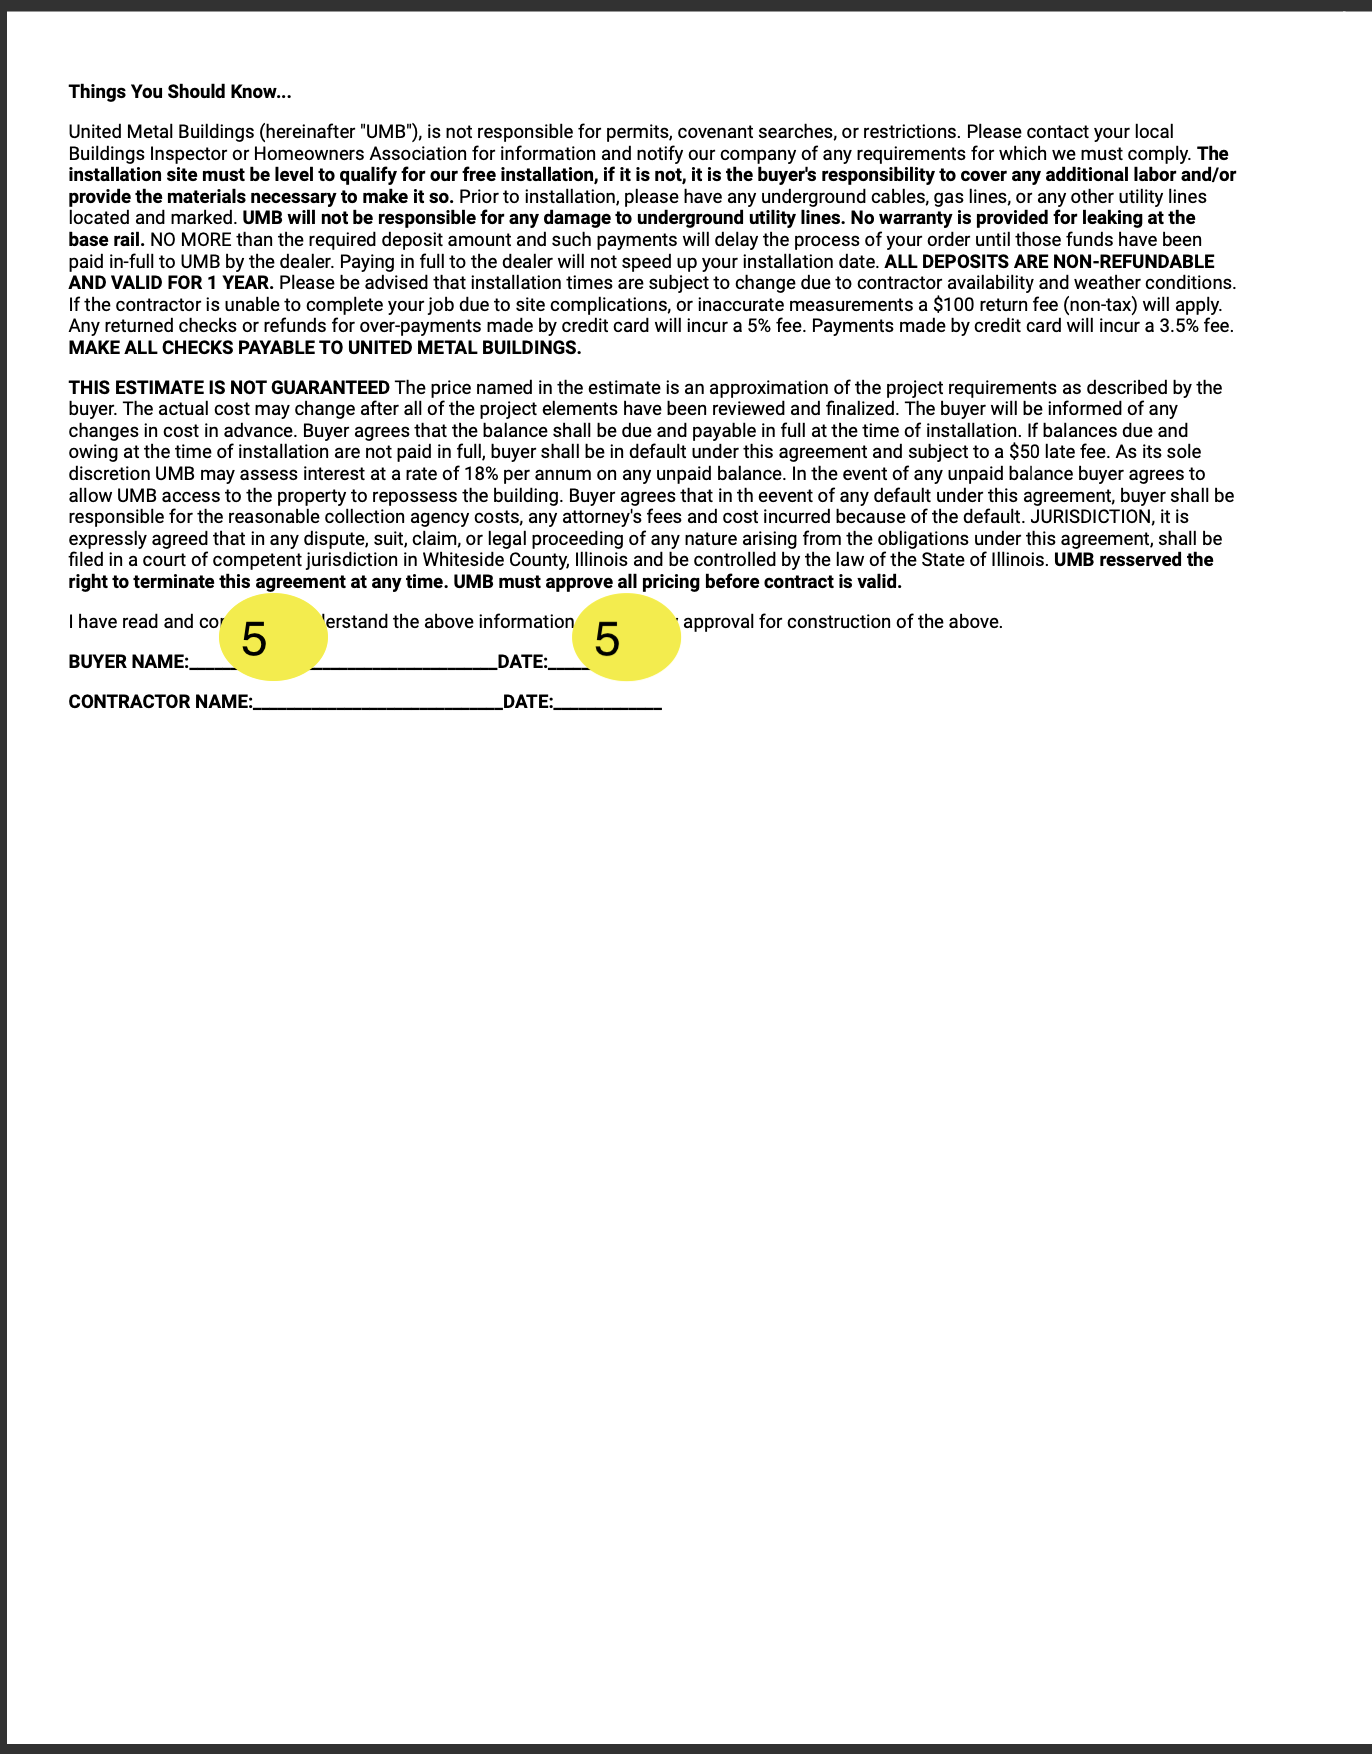 Things You Should Know...
United Metal Buildings (hereinafter "UMB"), is not responsible for permits, covenant searches, or restrictions. Please contact your local
Buildings Inspector or Homeowners Association for information and notify our company of any requirements for which we must comply. The
installation site must be level to qualify for our free installation, if it is not, it is the buyer's responsibility to cover any additional labor and/or
provide the materials necessary to make it so. Prior to installation, please have any underground cables, gas lines, or any other utility lines
located and marked. UMB will not be responsible for any damage to underground utility lines. No warranty is provided for leaking at the
base rail. NO MORE than the required deposit amount and such payments will delay the process of your order until those funds have been
paid in-full to UMB by the dealer. Paying in full to the dealer will not speed up your installation date. ALL DEPOSITS ARE NON-REFUNDABLE
AND VALID FOR 1 YEAR. Please be advised that installation times are subject to change due to contractor availability and weather conditions.
If the contractor is unable to complete your job due to site complications, or inaccurate measurements a $100 return fee (non-tax) will apply.
Any returned checks or refunds for over-payments made by credit card will incur a 5% fee. Payments made by credit card will incur a 3.5% fee.
MAKE ALL CHECKS PAYABLE TO UNITED METAL BUILDINGS.
THIS ESTIMATE IS NOT GUARANTEED The price named in the estimate is an approximation of the project requirements as described by the
buyer. The actual cost may change after all of the project elements have been reviewed and finalized. The buyer will be informed of any
changes in cost in advance. Buyer agrees that the balance shall be due and payable in full at the time of installation. If balances due and
owing at the time of installation are not paid in full, buyer shall be in default under this agreement and subject to a $50 late fee. As its sole
discretion UMB may assess interest at a rate of 18% per annum on any unpaid balance. In the event of any unpaid balance buyer agrees to
allow UMB access to the property to repossess the building. Buyer agrees that in th eevent of any default under this agreement, buyer shall be
responsible for the reasonable collection agency costs, any attorney's fees and cost incurred because of the default. JURISDICTION, it is
expressly agreed that in any dispute, suit, claim, or legal proceeding of any nature arising from the obligations under this agreement, shall be
filed in a court of competent jurisdiction in Whiteside County, Illinois and be controlled by the law of the State of Illinois. UMB resserved the
right to terminate this agreement at any time. UMB must approve all pricing before contract is valid.
I have read and the above information approval for construction of the above.
5 5
BUYER NAME:______________________________DATE:_____
CONTRACTOR NAME:________________________DATE:___________